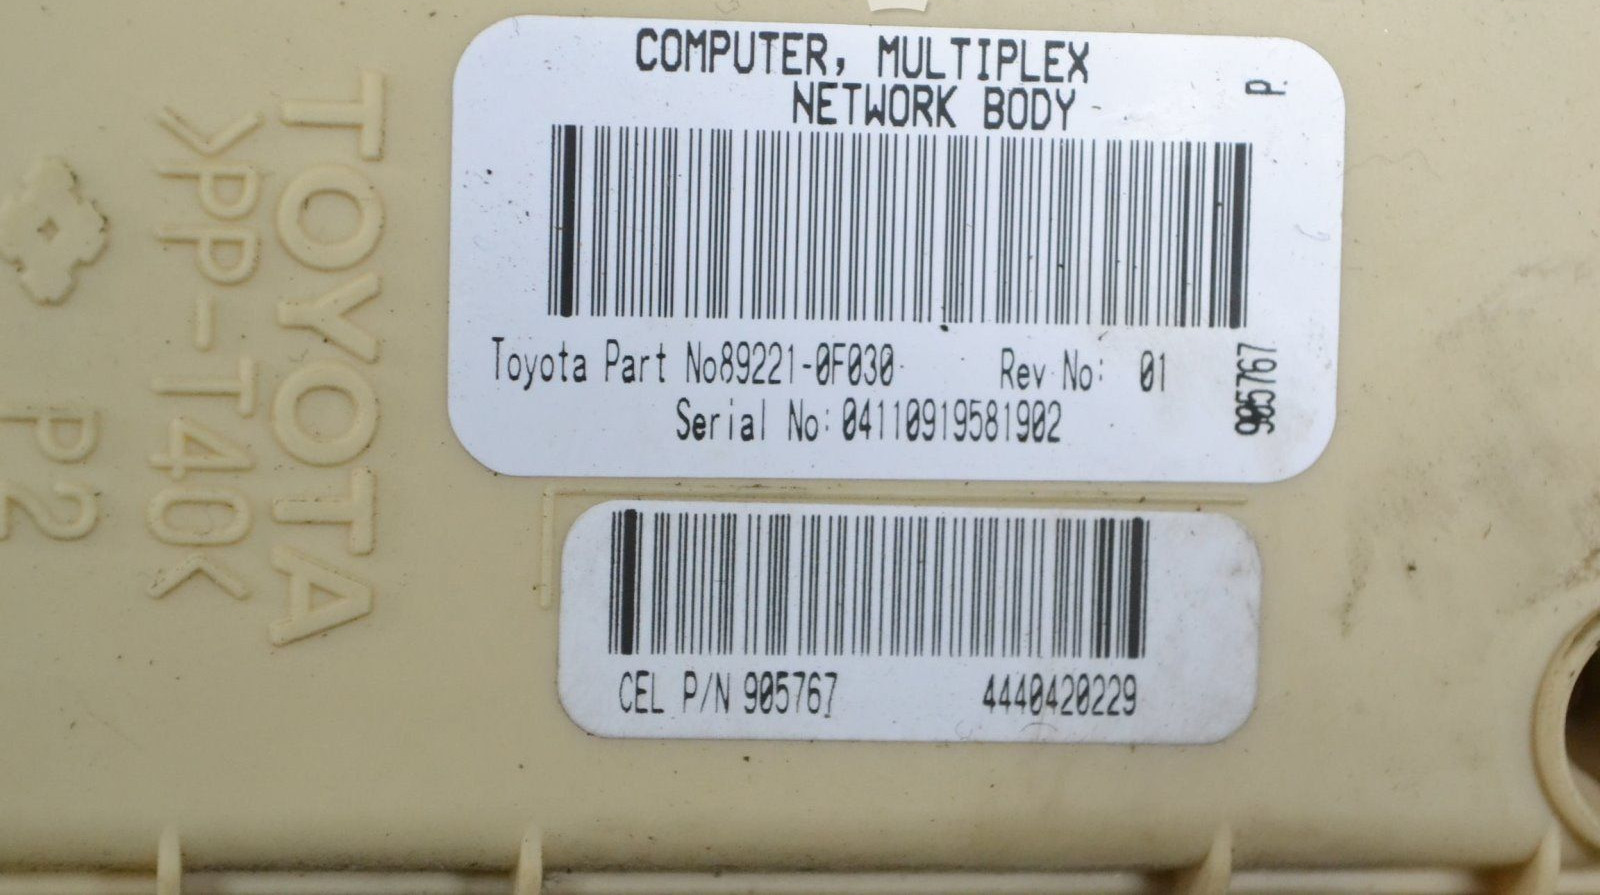 COMPUTER, MULTIPLEX
NETWORK BODY
P.
Toyota Part No89221-0F030
Rev No: 01
Serial No: 04110919581902
905767
CEL P/N 905767
4440420229
TOYOTA
>PP-T40<
P2